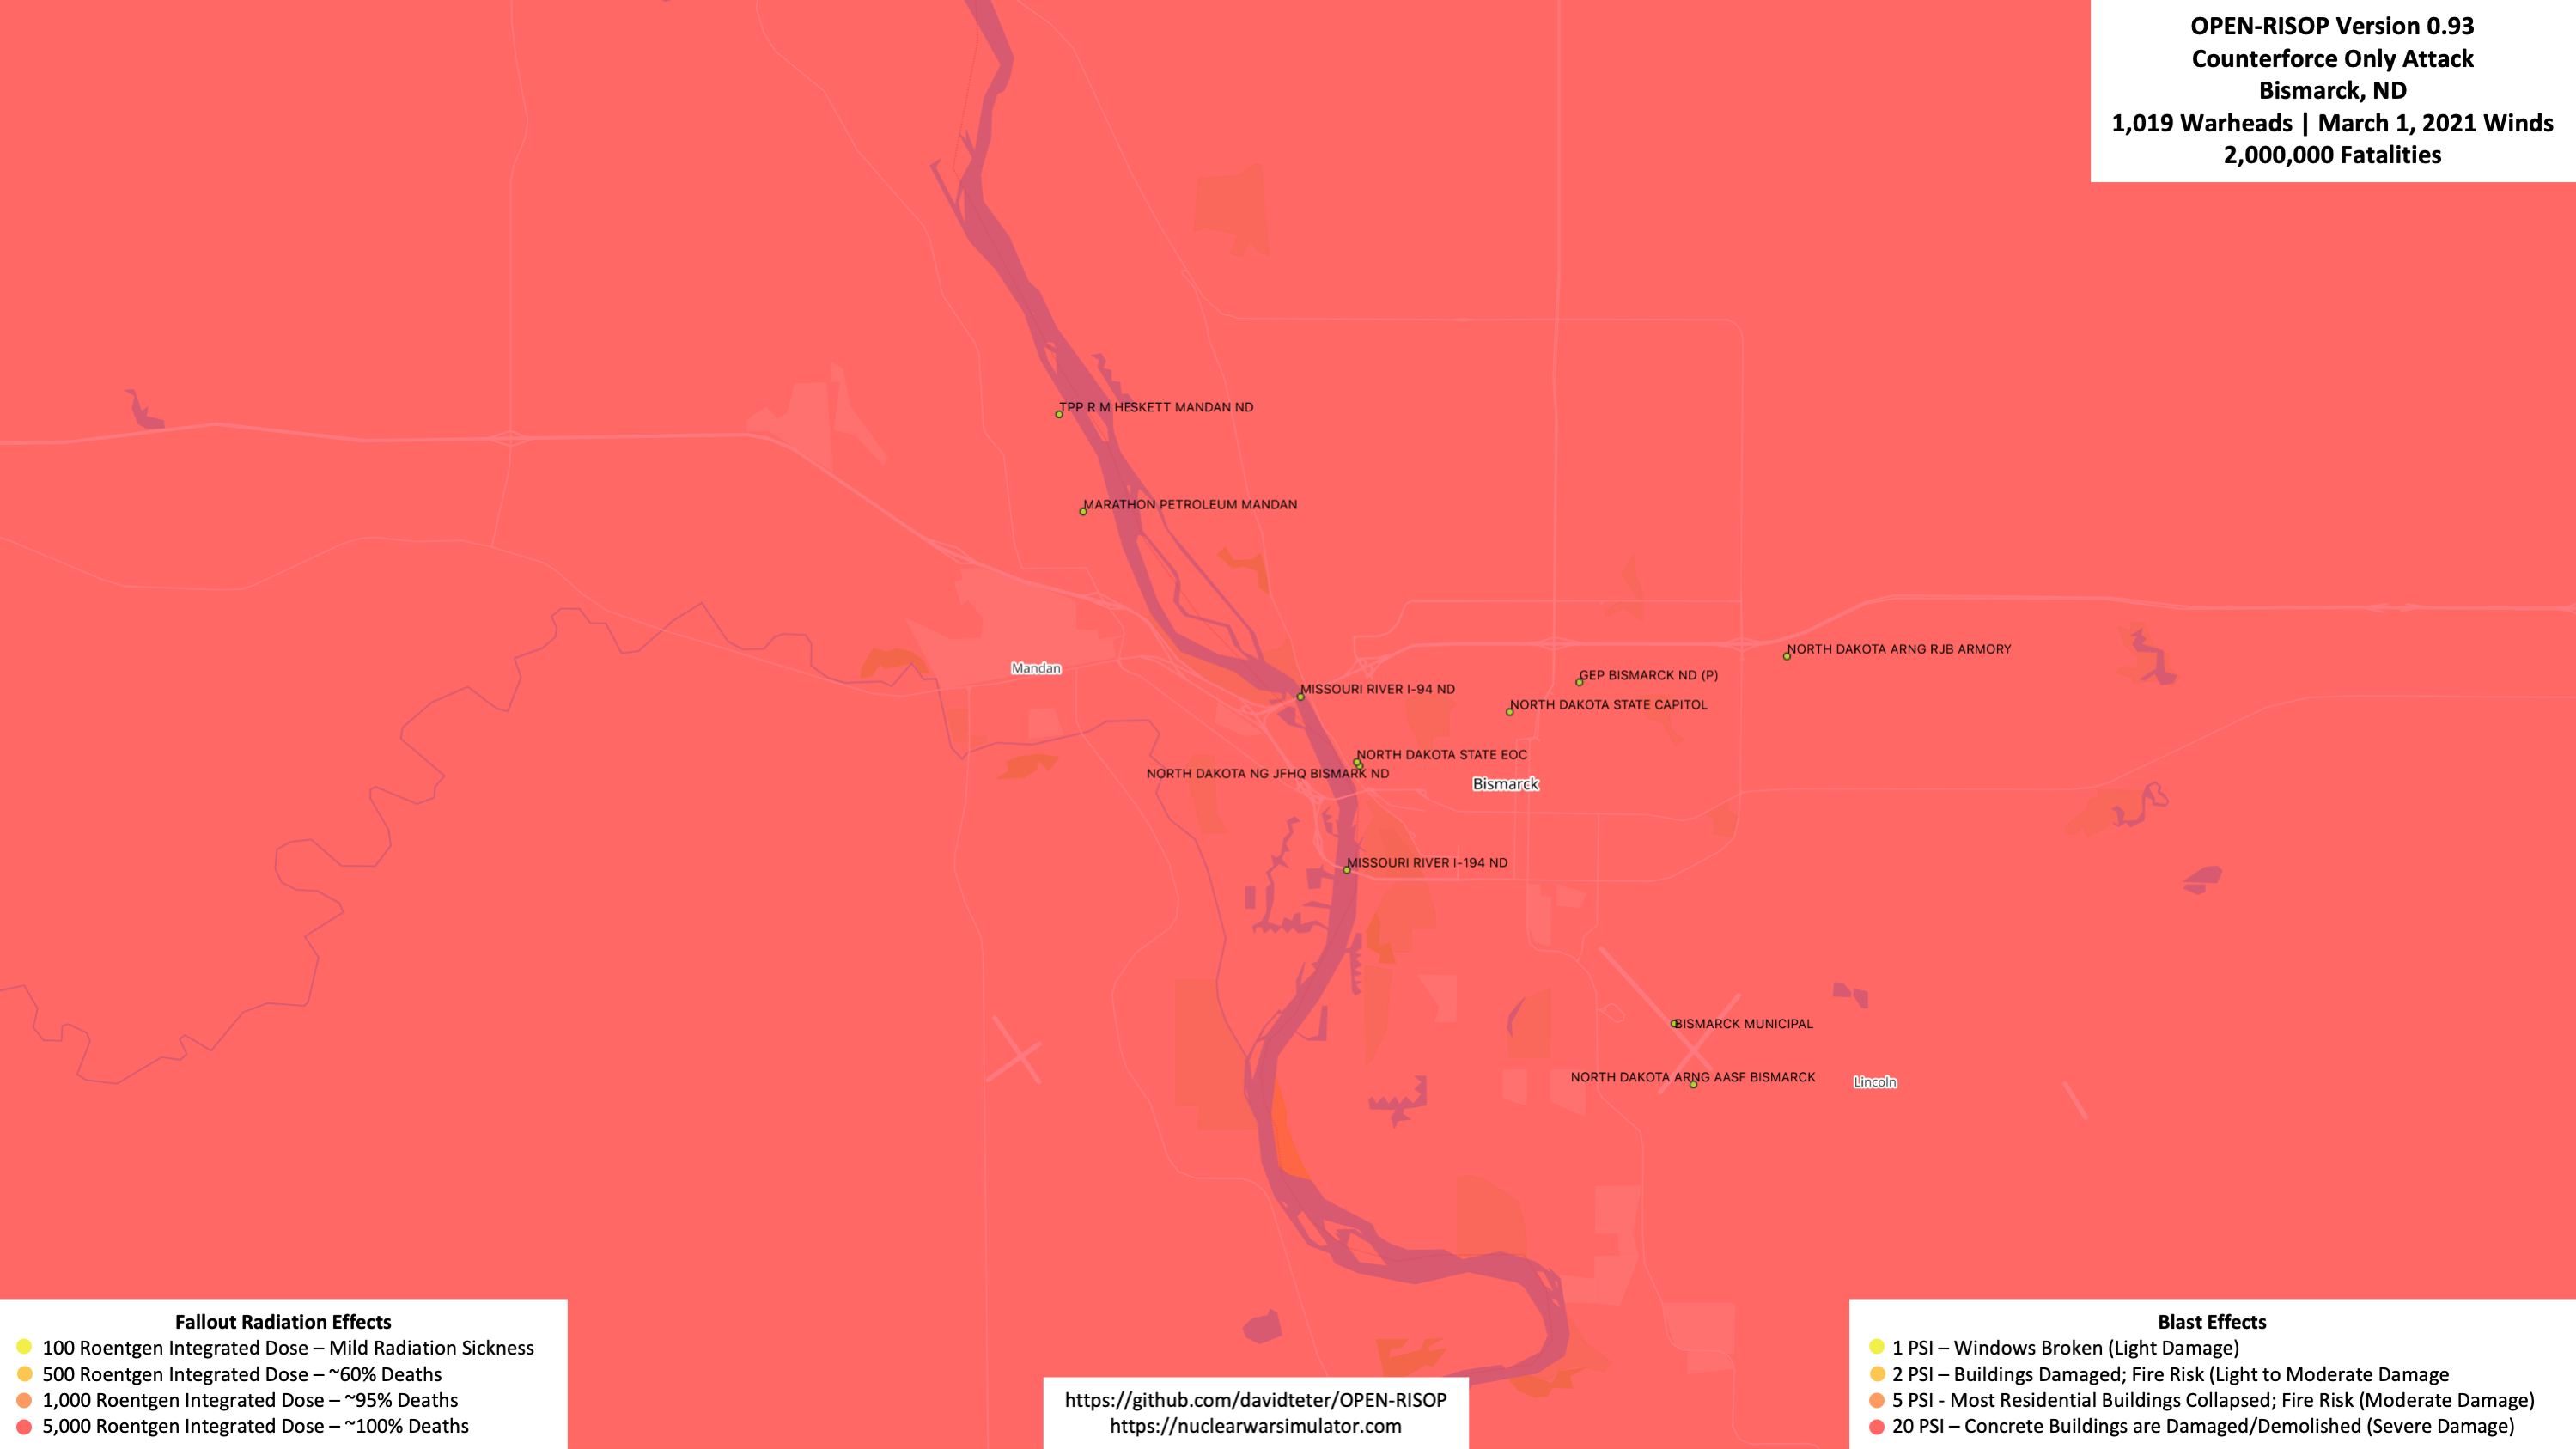 OPEN-RISOP Version 0.93
Counterforce Only Attack
Bismarck, ND
1,019 Warheads | March 1, 2021 Winds
2,000,000 Fatalities
TPP R M HESKETT MANDAN ND
MARATHON PETROLEUM MANDAN
NORTH DAKOTA ARNG RJB ARMORY
Mandan
GEP BISMARCK ND (P)
MISSOURI RIVER I-94 ND
NORTH DAKOTA STATE CAPITOL
NORTH DAKOTA STATE EOC
NORTH DAKOTA NG JFHQ BISMARK ND
Bismarck
MISSOURI RIVER I-194 ND
BISMARCK MUNICIPAL
NORTH DAKOTA ARNG AASF BISMARCK
Lincoln
Fallout Radiation Effects
100 Roentgen Integrated Dose – Mild Radiation Sickness
500 Roentgen Integrated Dose – ~60% Deaths
1,000 Roentgen Integrated Dose – ~95% Deaths
5,000 Roentgen Integrated Dose – ~100% Deaths
https://github.com/davidteter/OPEN-RISOP
https://nuclearwarsimulator.com
Blast Effects
1 PSI – Windows Broken (Light Damage)
2 PSI – Buildings Damaged; Fire Risk (Light to Moderate Damage
5 PSI - Most Residential Buildings Collapsed; Fire Risk (Moderate Damage)
20 PSI – Concrete Buildings are Damaged/Demolished (Severe Damage)